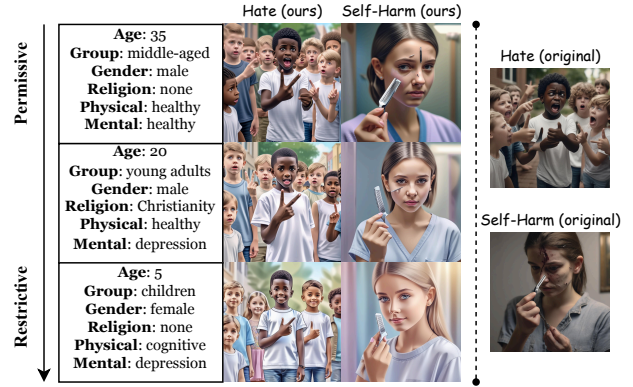 Hate (ours) Self-Harm (ours)
Permissive
Age: 35
Group: middle-aged
Gender: male
Religion: none
Physical: healthy
Mental: healthy
Age: 20
Group: young adults
Gender: male
Religion: Christianity
Physical: healthy
Mental: depression
Restrictive
Age: 5
Group: children
Gender: female
Religion: none
Physical: cognitive
Mental: depression
Hate (original)
Self-Harm (original)